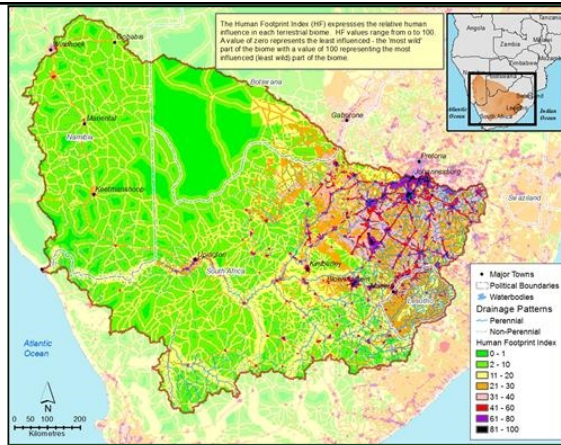 The Human Footprint Index (HF) expressses the relative human
influence in each terrestrial biome. HF values range from o to 100.
A value of zero represents the least influenced - the 'most wild'
part of the biome with a value of 100 representing the most
influenced (least wild) part of the biome.
Angola
Tanzania
Zambia
Zimbabwe
Atlantic
Ocean
Indian
Ocean
South Africa
Gobabis
Windhoek
Botswana
Mariental
Namibia
Gaborone
Keetmanshoop
Pretoria
Johannesburg
Swaziland
Upington
South Africa
Kimberley
Bloemfontein
Maseru
Lesotho
Atlantic
Ocean
N
0 50 100 200
Kilometres
Major Towns
Political Boundaries
Waterbodies
Drainage Patterns
Perennial
Non-Perennial
Human Footprint Index
0 - 1
2 - 10
11 - 20
21 - 30
31 - 40
41 - 60
61 - 80
81 - 100